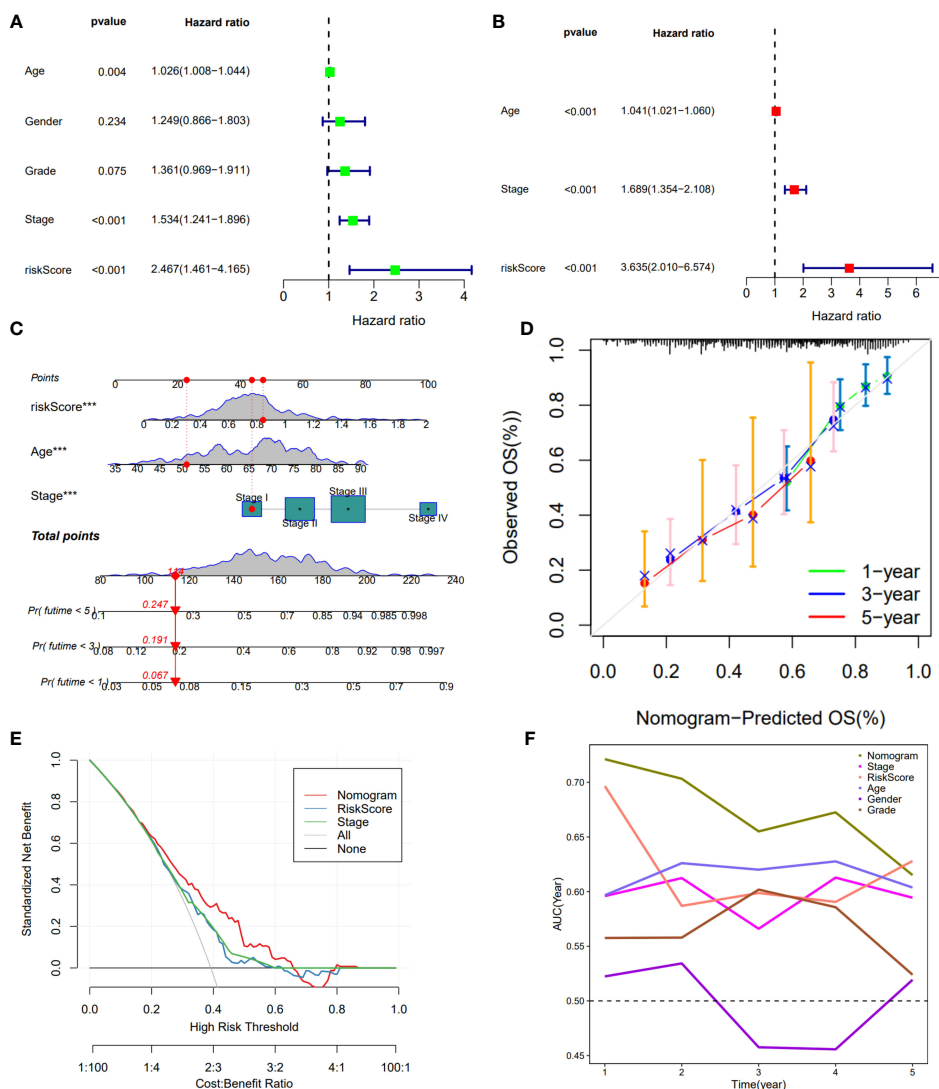 A
pvalue Hazard ratio
Age 0.004 1.026(1.008−1.044)
Gender 0.234 1.249(0.866−1.803)
Grade 0.075 1.361(0.969−1.911)
Stage <0.001 1.534(1.241−1.896)
riskScore <0.001 2.467(1.461−4.165)
0 1 2 3 4
Hazard ratio
B
pvalue Hazard ratio
Age <0.001 1.041(1.021−1.060)
Stage <0.001 1.689(1.354−2.108)
riskScore <0.001 3.635(2.010−6.574)
0 1 2 3 4 5 6
Hazard ratio
C
Points 0 20 40 60 80 100
riskScore***
0 0.2 0.4 0.6 0.8 1 1.2 1.4 1.6 1.8 2
Age***
35 40 45 50 55 60 65 70 75 80 85 90
Stage***
Stage I Stage II Stage III Stage IV
Total points
80 100 120 140 160 180 200 220 240
114
Pr( futime < 5 ) 0.247
0.1 0.3 0.5 0.7 0.85 0.94 0.985 0.998
Pr( futime < 3 ) 0.191
0.08 0.12 0.2 0.4 0.6 0.8 0.92 0.98 0.997
Pr( futime < 1 ) 0.067
0.03 0.05 0.08 0.15 0.3 0.5 0.7 0.9
D
Observed OS(%))
1.0
0.8
0.6
0.4
0.2
0.0
1-year
3-year
5-year
0.0 0.2 0.4 0.6 0.8 1.0
Nomogram-Predicted OS(%)
E
Standardized Net Benefit
1.0
0.8
0.6
0.4
0.2
0.0
Nomogram
RiskScore
Stage
All
None
0.0 0.2 0.4 0.6 0.8 1.0
High Risk Threshold
1:100 1:4 2:3 3:2 4:1 100:1
Cost:Benefit Ratio
F
AUC(Year)
0.70
0.65
0.60
0.55
0.50
0.45
Nomogram
Stage
RiskScore
Age
Gender
Grade
1 2 3 4 5
Time(year)